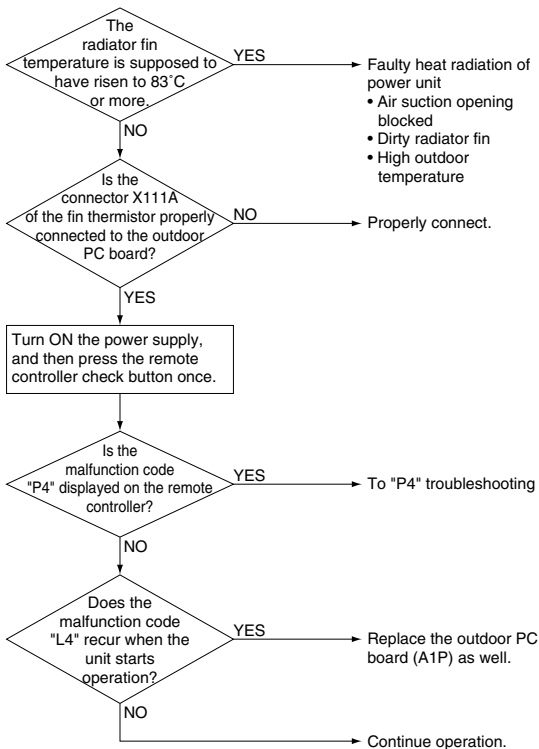 The
radiator fin
temperature is supposed to
have risen to 83˚C
or more.
YES
Faulty heat radiation of
power unit
• Air suction opening
blocked
• Dirty radiator fin
• High outdoor
temperature
NO
Is the
connector X111A
of the fin thermistor properly
connected to the outdoor
PC board?
NO
Properly connect.
YES
Turn ON the power supply,
and then press the remote
controller check button once.
Is the
malfunction code
"P4" displayed on the remote
controller?
YES
To "P4" troubleshooting
NO
Does the
malfunction code
"L4" recur when the
unit starts
operation?
YES
Replace the outdoor PC
board (A1P) as well.
NO
Continue operation.